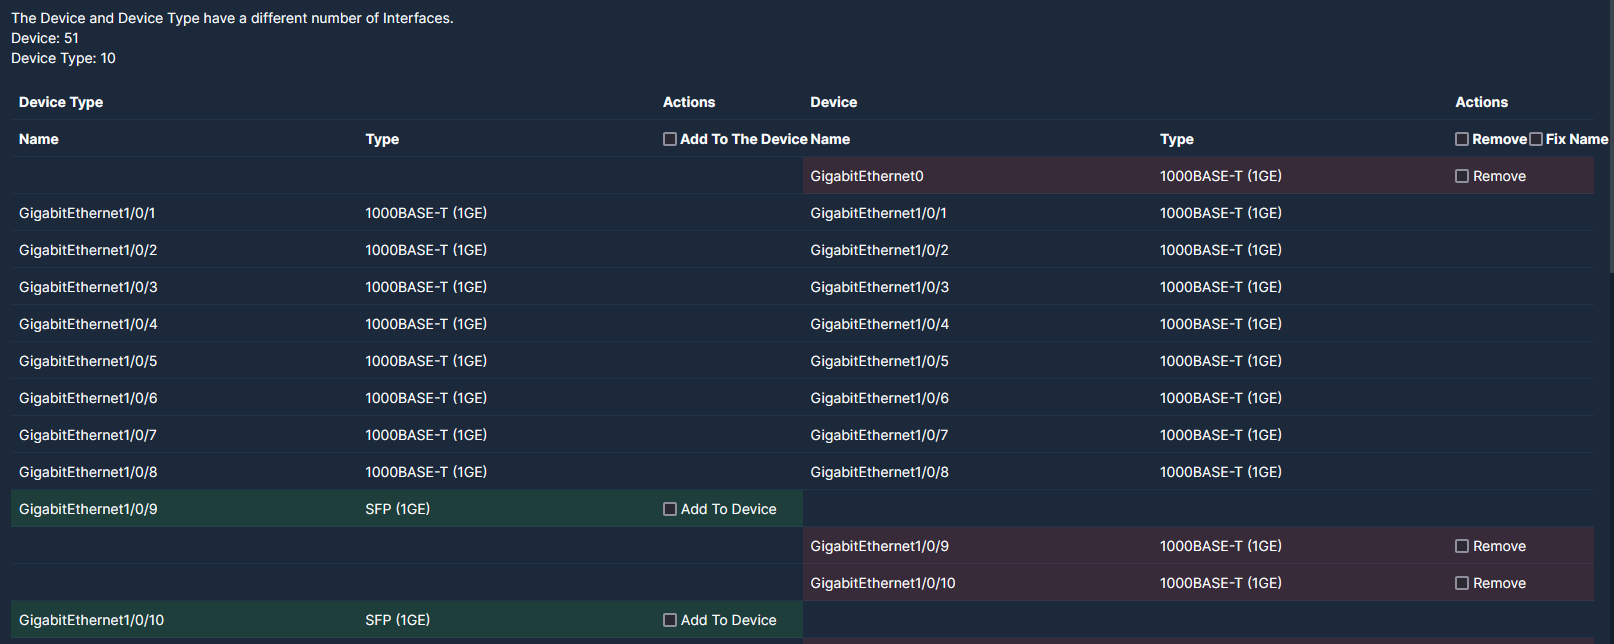 The Device and Device Type have a different number of Interfaces.
Device: 51
Device Type: 10
Device Type Actions Device Actions
Name Type Add To The Device Name Type Remove Fix Name
GigabitEthernet0 1000BASE-T (1GE) Remove
GigabitEthernet1/0/1 1000BASE-T (1GE) GigabitEthernet1/0/1 1000BASE-T (1GE)
GigabitEthernet1/0/2 1000BASE-T (1GE) GigabitEthernet1/0/2 1000BASE-T (1GE)
GigabitEthernet1/0/3 1000BASE-T (1GE) GigabitEthernet1/0/3 1000BASE-T (1GE)
GigabitEthernet1/0/4 1000BASE-T (1GE) GigabitEthernet1/0/4 1000BASE-T (1GE)
GigabitEthernet1/0/5 1000BASE-T (1GE) GigabitEthernet1/0/5 1000BASE-T (1GE)
GigabitEthernet1/0/6 1000BASE-T (1GE) GigabitEthernet1/0/6 1000BASE-T (1GE)
GigabitEthernet1/0/7 1000BASE-T (1GE) GigabitEthernet1/0/7 1000BASE-T (1GE)
GigabitEthernet1/0/8 1000BASE-T (1GE) GigabitEthernet1/0/8 1000BASE-T (1GE)
GigabitEthernet1/0/9 SFP (1GE) Add To Device
GigabitEthernet1/0/9 1000BASE-T (1GE) Remove
GigabitEthernet1/0/10 1000BASE-T (1GE) Remove
GigabitEthernet1/0/10 SFP (1GE) Add To Device